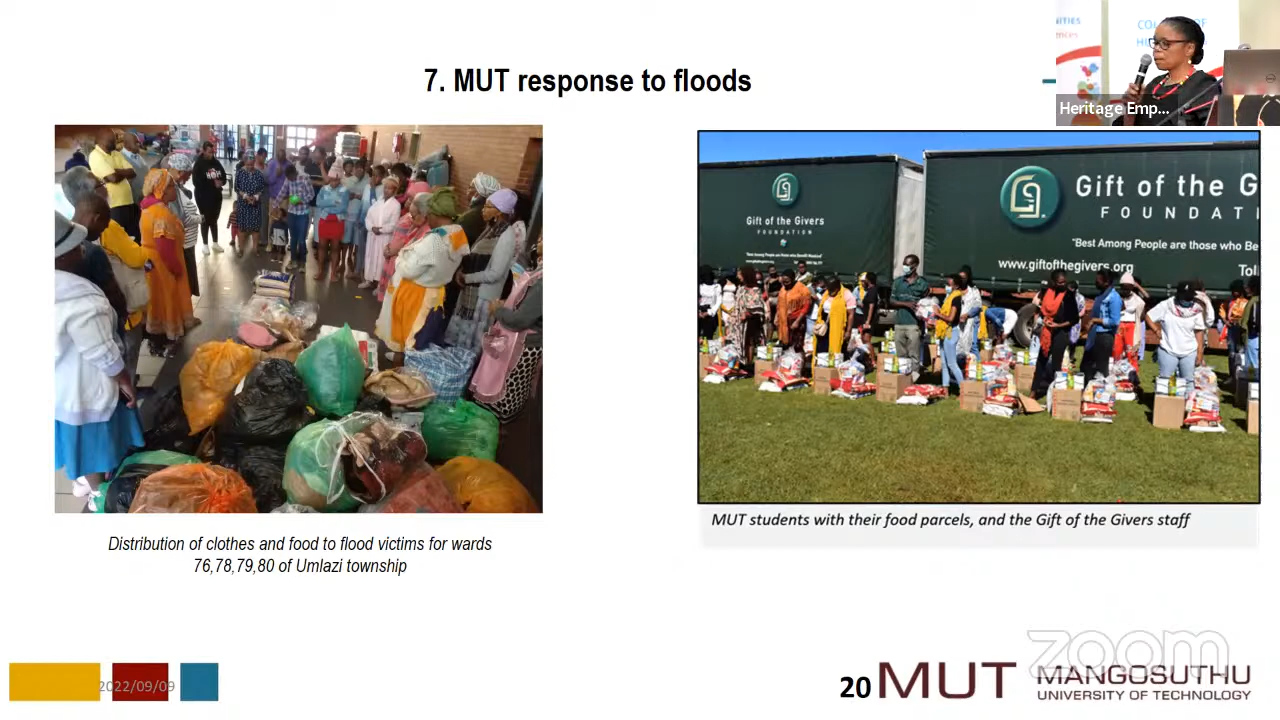 7. MUT response to floods
Heritage Emp...
Gift of the Givers
FOUNDATION
www.giftofthegivers.org
Gift of the G
FOUNDATI
"Best Among People are those who Be
Tol
MUT students with their food parcels, and the Gift of the Givers staff
Distribution of clothes and food to flood victims for wards
76,78,79,80 of Umlazi township
2022/09/09
20
MUT
MANGOSUTHU
UNIVERSITY OF TECHNOLOGY
zoom